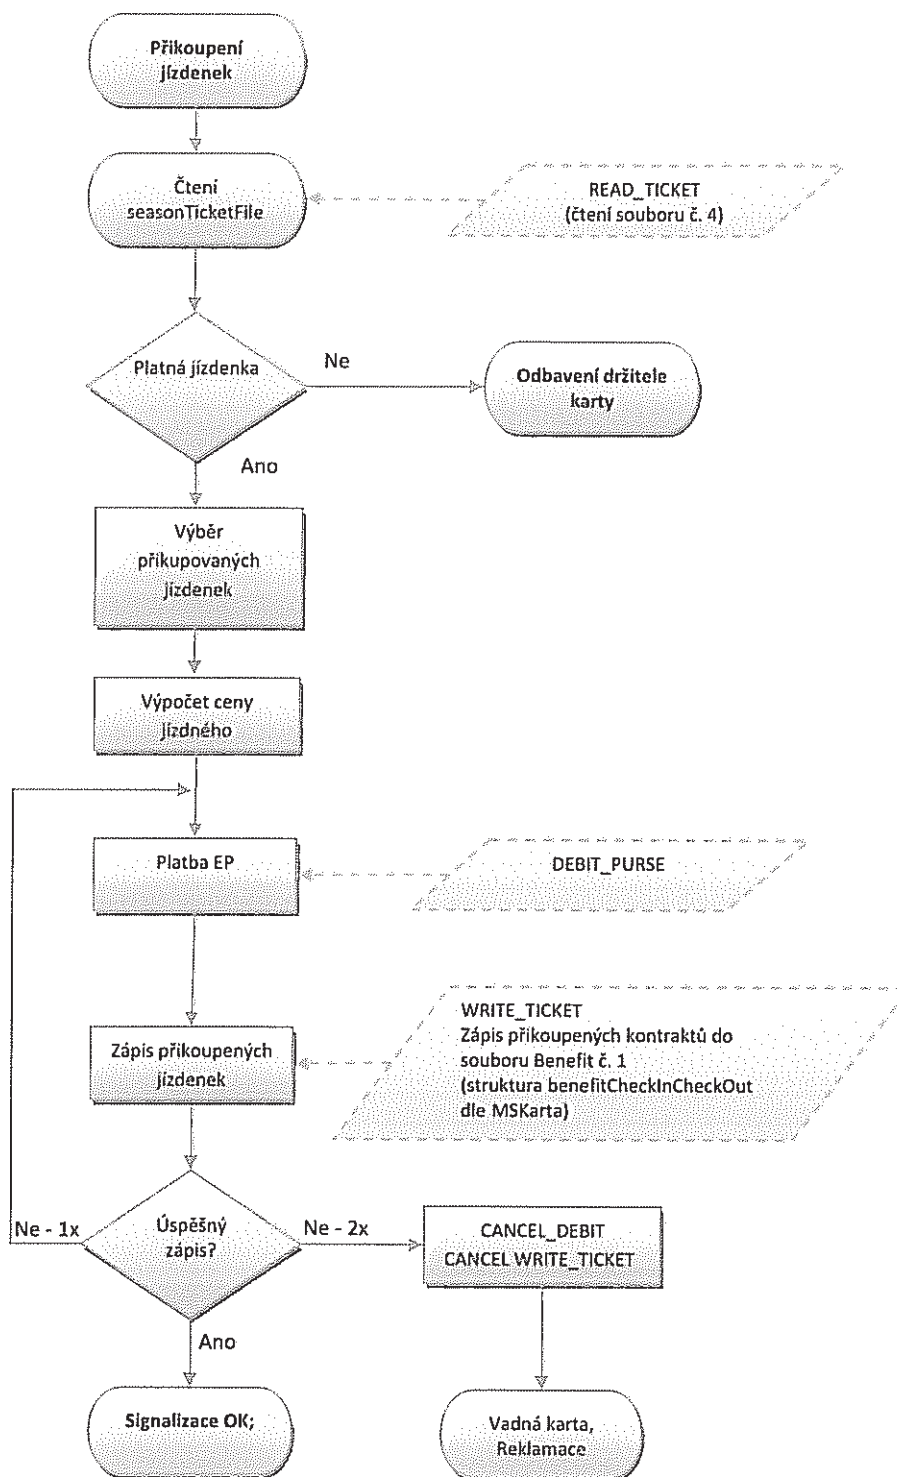 Přikoupení
jízdenek
Čtení
seasonTicketFile
READ_TICKET
(čtení souboru č. 4)
Platná jízdenka
Ne
Odbavení držitele
karty
Ano
Výběr
přikupovaných
jízdenek
Výpočet ceny
jízdného
Platba EP
DEBIT_PURSE
Zápis přikoupených
jízdenek
WRITE_TICKET
Zápis přikoupených kontraktů do
souboru Benefit č. 1
(struktura benefitCheckInCheckOut
dle MSKarta)
Ne - 1x
Úspěšný
zápis?
Ne - 2x
CANCEL_DEBIT
CANCEL WRITE_TICKET
Ano
Signalizace OK;
Vadná karta,
Reklamace